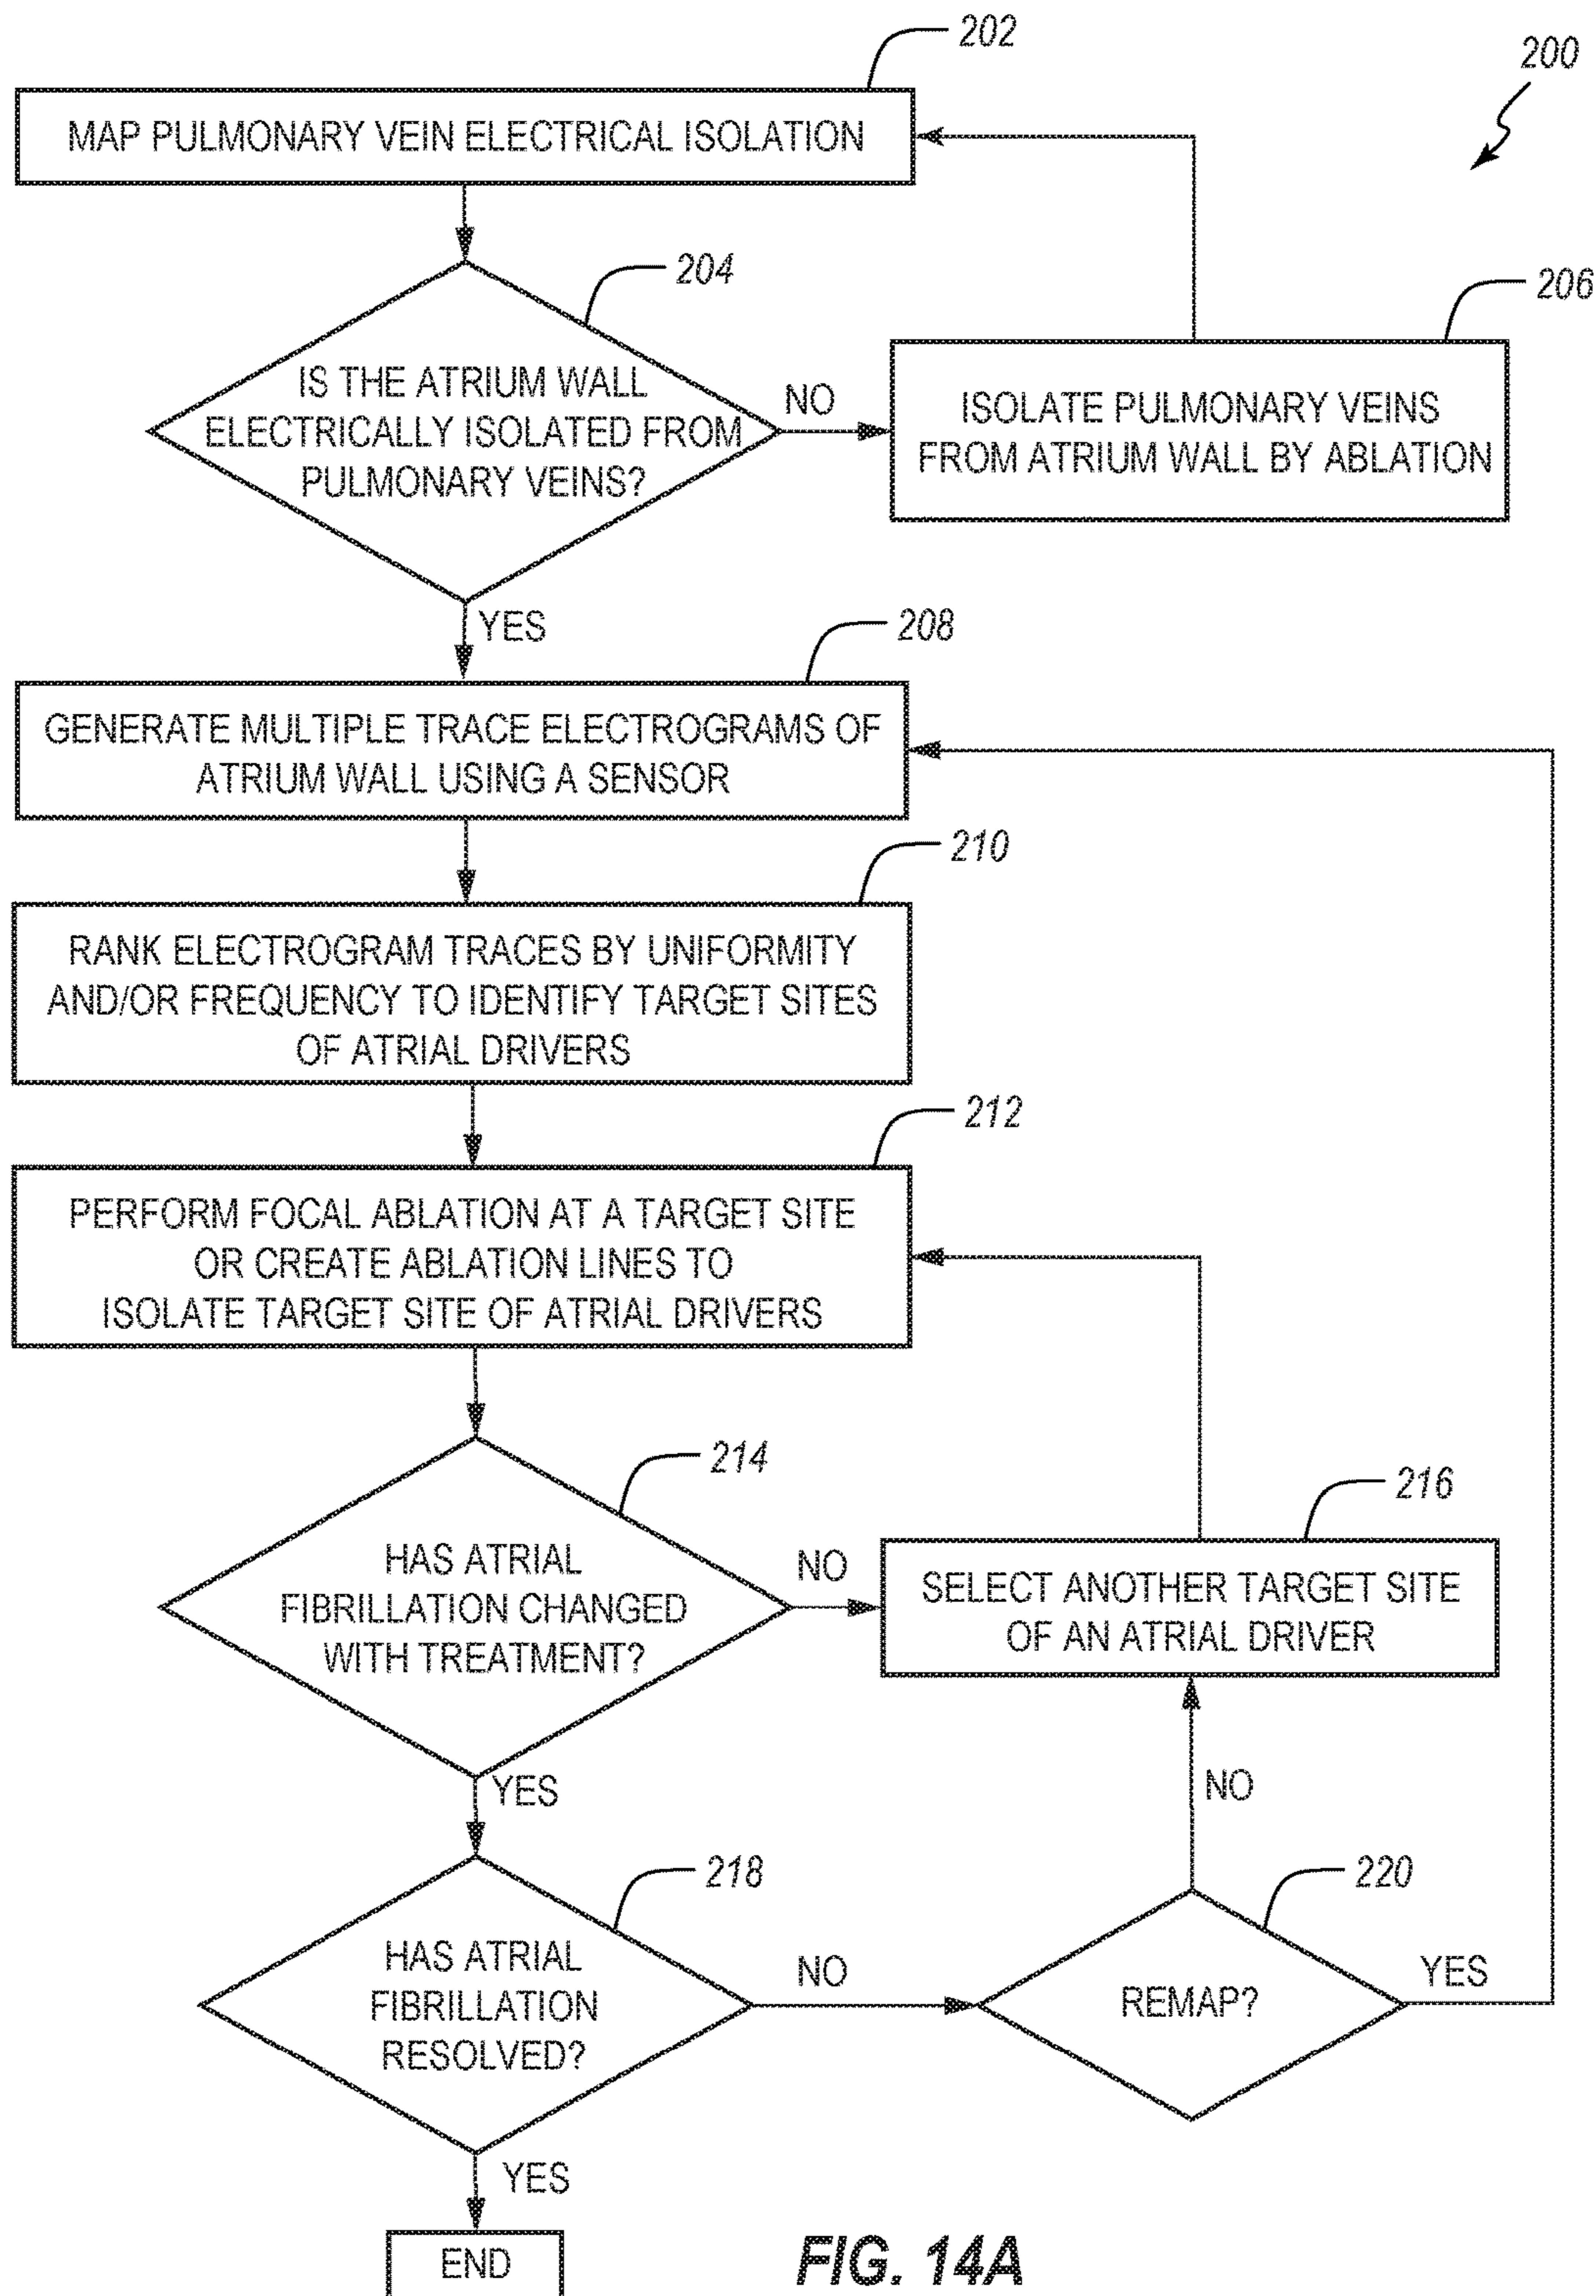 202
200
MAP PULMONARY VEIN ELECTRICAL ISOLATION
204
IS THE ATRIUM WALL
ELECTRICALLY ISOLATED FROM
PULMONARY VEINS?
NO
206
ISOLATE PULMONARY VEINS
FROM ATRIUM WALL BY ABLATION
YES
208
GENERATE MULTIPLE TRACE ELECTROGRAMS OF
ATRIUM WALL USING A SENSOR
210
RANK ELECTROGRAM TRACES BY UNIFORMITY
AND/OR FREQUENCY TO IDENTIFY TARGET SITES
OF ATRIAL DRIVERS
212
PERFORM FOCAL ABLATION AT A TARGET SITE
OR CREATE ABLATION LINES TO
ISOLATE TARGET SITE OF ATRIAL DRIVERS
214
HAS ATRIAL
FIBRILLATION CHANGED
WITH TREATMENT?
NO
216
SELECT ANOTHER TARGET SITE
OF AN ATRIAL DRIVER
YES
NO
218
HAS ATRIAL
FIBRILLATION
RESOLVED?
NO
220
REMAP?
YES
YES
END
FIG. 14A